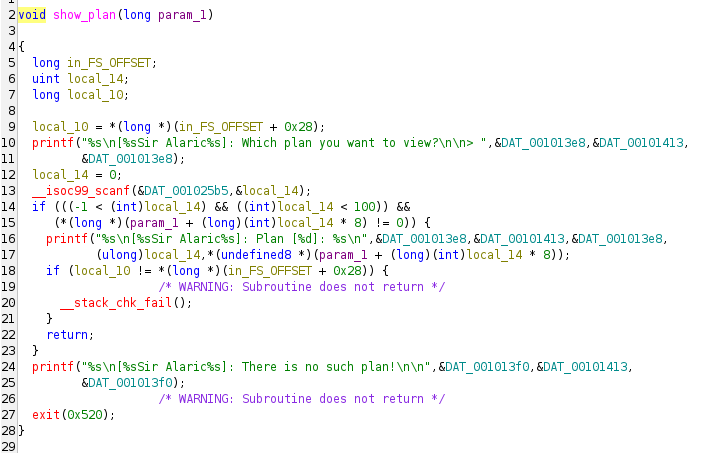 2 void show_plan(long param_1)
3
4 {
5 long in_FS_OFFSET;
6 uint local_14;
7 long local_10;
8
9 local_10 = *(long *)(in_FS_OFFSET + 0x28);
10 printf("%s\n[%sSir Alaric%s]: Which plan you want to view?\n\n> ",&DAT_001013e8,&DAT_00101413,
11 &DAT_001013e8);
12 local_14 = 0;
13 __isoc99_scanf(&DAT_001025b5,&local_14);
14 if (((-1 < (int)local_14) && ((int)local_14 < 100)) &&
15 (*(long *)(param_1 + (long)(int)local_14 * 8) != 0)) {
16 printf("%s\n[%sSir Alaric%s]: Plan [%d]: %s\n",&DAT_001013e8,&DAT_00101413,&DAT_001013e8,
17 (ulong)local_14,*(undefined8 *)(param_1 + (long)(int)local_14 * 8));
18 if (local_10 != *(long *)(in_FS_OFFSET + 0x28)) {
19 /* WARNING: Subroutine does not return */
20 __stack_chk_fail();
21 }
22 return;
23 }
24 printf("%s\n[%sSir Alaric%s]: There is no such plan!\n\n",&DAT_001013f0,&DAT_00101413,
25 &DAT_001013f0);
26 /* WARNING: Subroutine does not return */
27 exit(0x520);
28 }
29